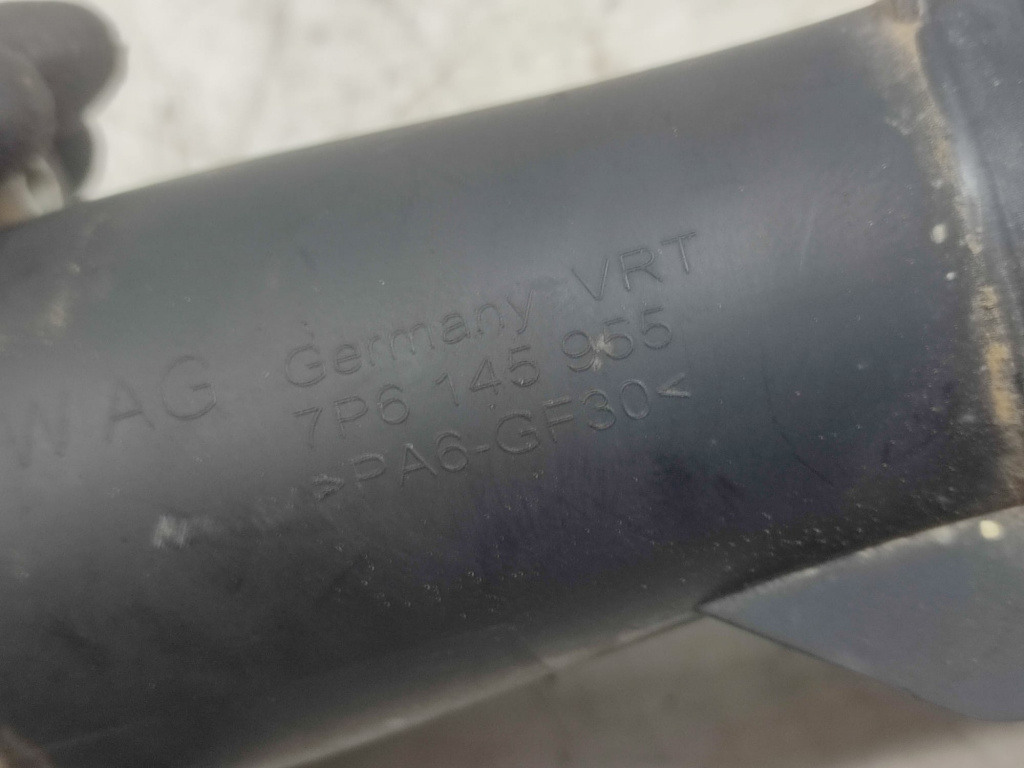 W AG Germany VRT
7P6 145 955
>PA6-GF30<